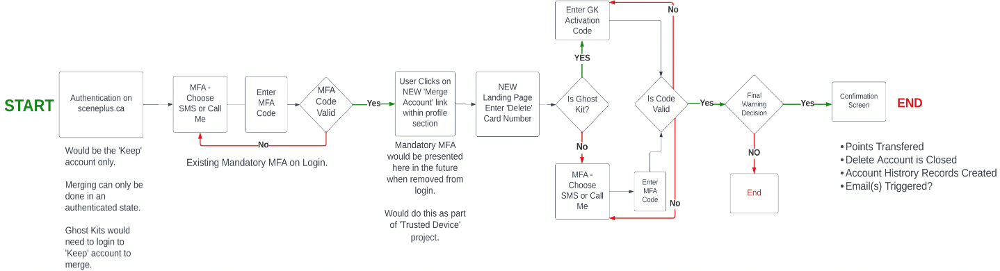 START
Authentication on
sceneplus.ca
Would be the 'Keep'
account only.
Merging can only be
done in an
authenticated state.
Ghost Kits would
need to login to
'Keep' account to
merge.
MFA -
Choose
SMS or Call
Me
Enter
MFA
Code
MFA
Code
Valid
No
Existing Mandatory MFA on Login.
Yes
User Clicks on
NEW 'Merge
Account' link
within profile
section
Mandatory MFA
would be presented
here in the future
when removed from
login.
Would do this as part
of 'Trusted Device'
project.
NEW
Landing Page
Enter 'Delete'
Card Number
Is Ghost
Kit?
YES
Enter GK
Activation
Code
No
No
MFA -
Choose
SMS or Call
Me
Enter
MFA
Code
No
Is Code
Valid
Yes
Final
Warning
Decision
NO
End
Yes
Confirmation
Screen
END
• Points Transfered
• Delete Account is Closed
• Account Histrory Records Created
• Email(s) Triggered?